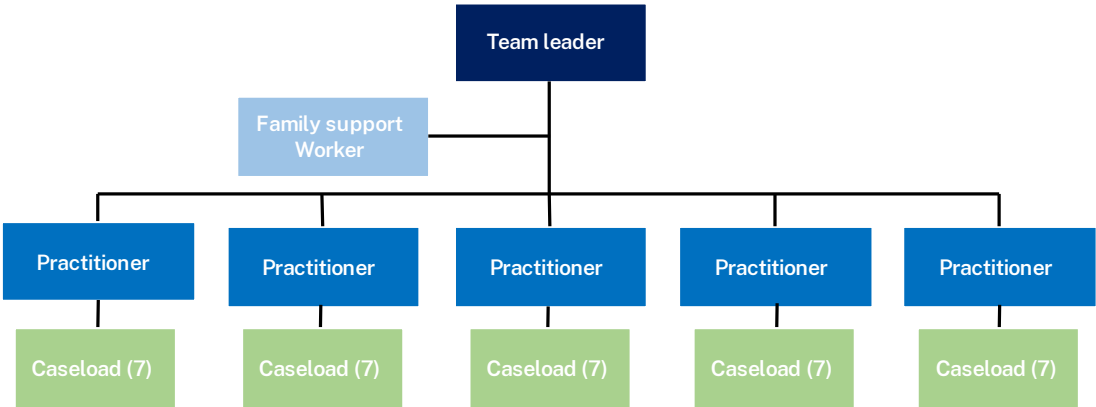 Team leader
Family support
Worker
Practitioner
Practitioner
Practitioner
Practitioner
Practitioner
Caseload (7)
Caseload (7)
Caseload (7)
Caseload (7)
Caseload (7)